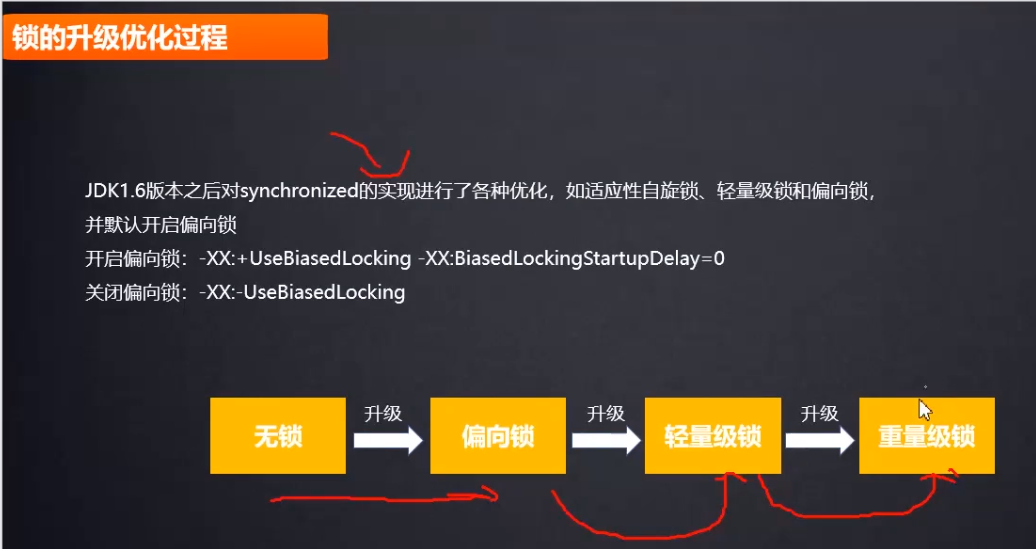 锁的升级优化过程
JDK1.6版本之后对synchronized的实现进行了各种优化，如适应性自旋锁、轻量级锁和偏向锁，
并默认开启偏向锁
开启偏向锁：-XX:+UseBiasedLocking -XX:BiasedLockingStartupDelay=0
关闭偏向锁：-XX:-UseBiasedLocking
无锁
升级
偏向锁
升级
轻量级锁
升级
重量级锁